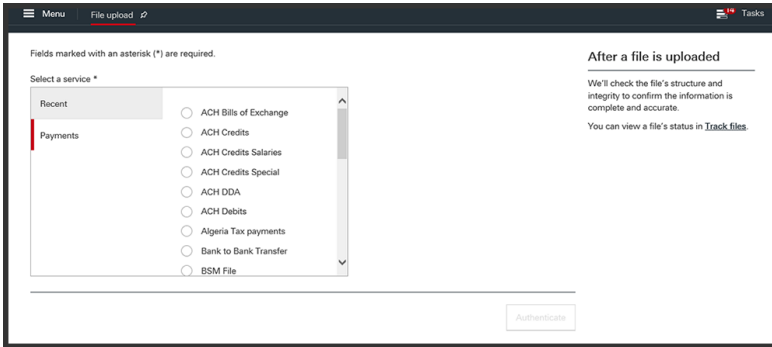 Menu
File upload
14
Tasks
Fields marked with an asterisk (*) are required.
Select a service *
Recent
Payments
ACH Bills of Exchange
ACH Credits
ACH Credits Salaries
ACH Credits Special
ACH DDA
ACH Debits
Algeria Tax payments
Bank to Bank Transfer
BSM File
Authenticate
After a file is uploaded
We'll check the file's structure and
integrity to confirm the information is
complete and accurate.
You can view a file's status in Track files.